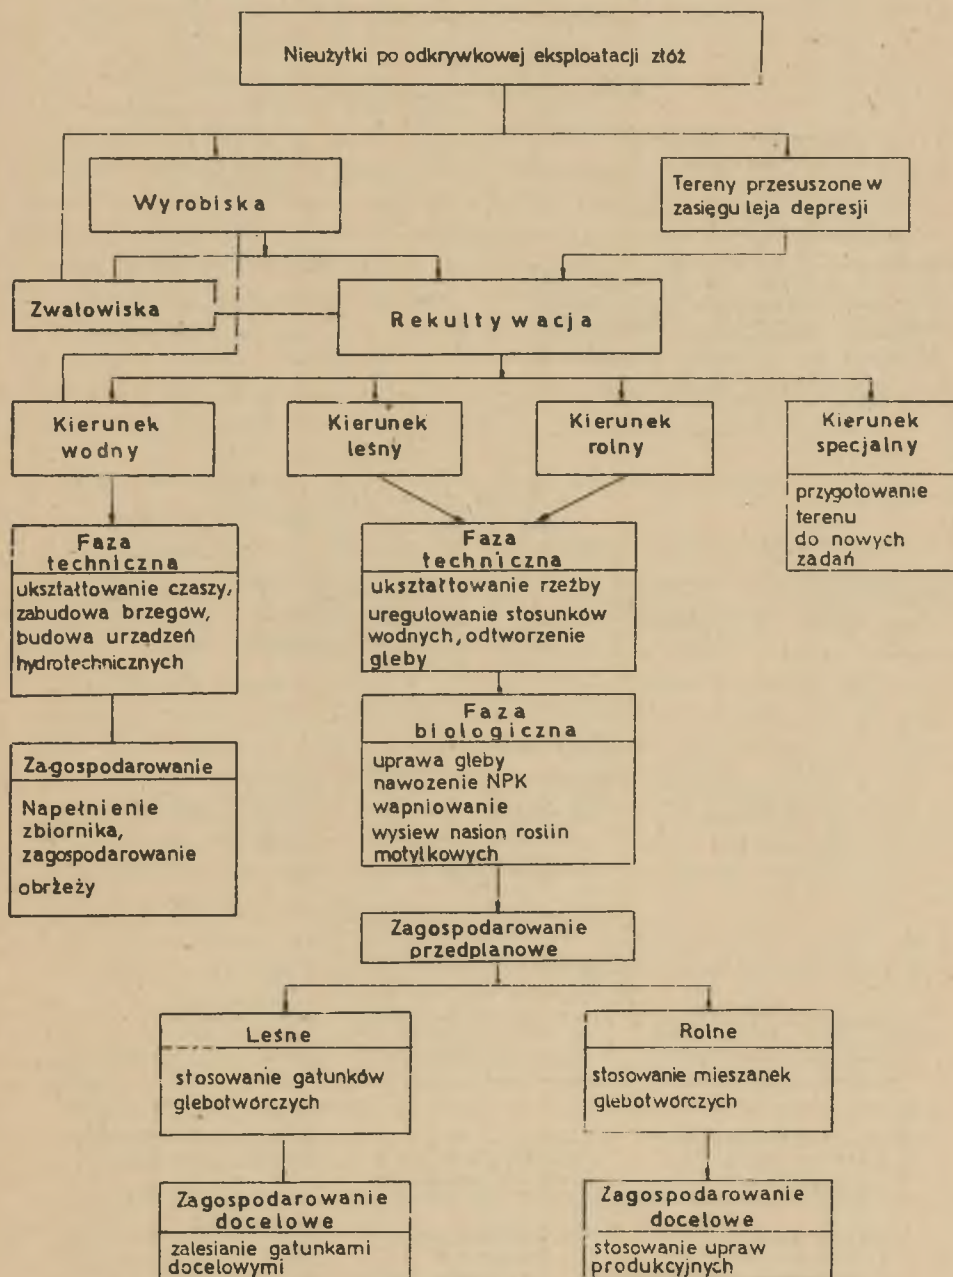 Nieużytki po odkrywkowej eksploatacji złóż
Wyrobiska
Tereny przesuszone w
zasięgu leja depresji
Zwałowiska
Rekultywacja
Kierunek
wodny
Kierunek
leśny
Kierunek
rolny
Kierunek
specjalny
przygotowanie
terenu
do nowych
zadań
Faza
techniczna
ukształtowanie czaszy,
zabudowa brzegów,
budowa urządzeń
hydrotechnicznych
Faza
techniczna
ukształtowanie rzeźby
uregulowanie stosunków
wodnych, odtworzenie
gleby
Faza
biologiczna
uprawa gleby
nawożenie NPK
wapniowanie
wysiew nasion roslin
motylkowych
Zagospodarowanie
Napełnienie
zbiornika,
zagospodarowanie
obrzeży
Zagospodarowanie
przedplanowe
Leśne
stosowanie gatunków
glebotwórczych
Rolne
stosowanie mieszanek
glebotwórczych
Zagospodarowanie
docelowe
zalesianie gatunkami
docelowymi
Zagospodarowanie
docelowe
stosowanie upraw
produkcyjnych